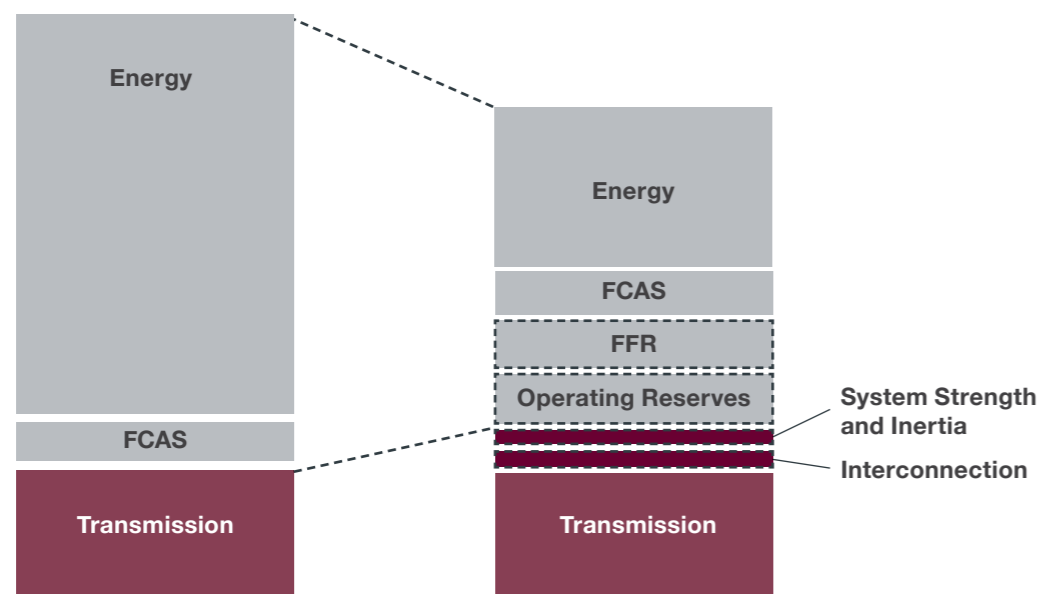 Energy
FCAS
Transmission
Energy
FCAS
FFR
Operating Reserves
System Strength
and Inertia
Interconnection
Transmission